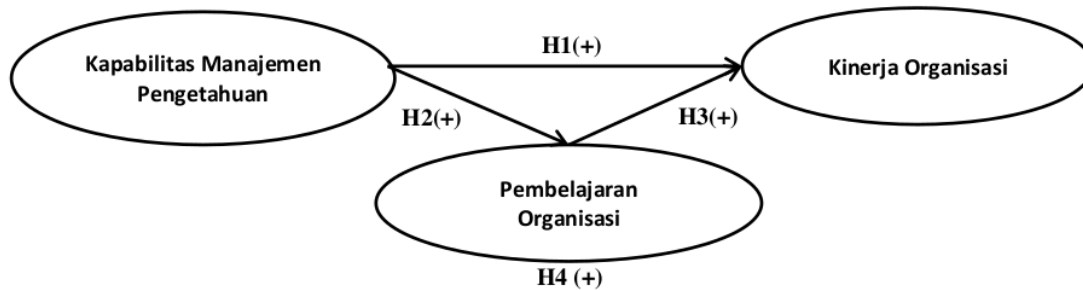 H1(+)
Kapabilitas Manajemen
Pengetahuan
Kinerja Organisasi
H2(+)
H3(+)
Pembelajaran
Organisasi
H4 (+)